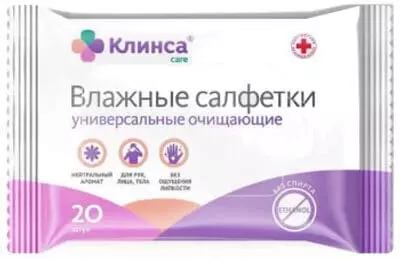 Клинса®
care
Влажные салфетки
универсальные очищающие
НЕЙТРАЛЬНЫЙ
АРОМАТ
ДЛЯ РУК,
ЛИЦА, ТЕЛА
БЕЗ
ОЩУЩЕНИЯ
ЛИПКОСТИ
БЕЗ СПИРТА
ETHANOL
20
штук